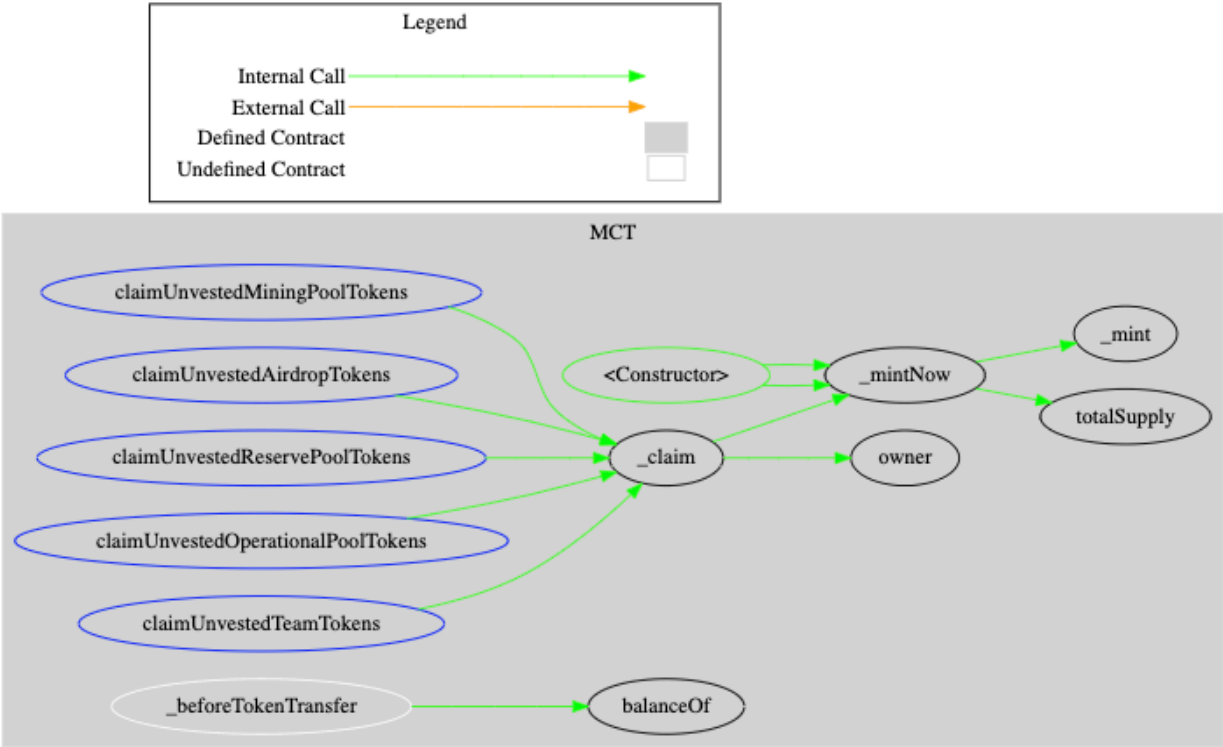 Legend
Internal Call
External Call
Defined Contract
Undefined Contract
MCT
claimUnvestedMiningPoolTokens
claimUnvestedAirdropTokens
claimUnvestedReservePoolTokens
claimUnvestedOperationalPoolTokens
claimUnvestedTeamTokens
_beforeTokenTransfer
<Constructor>
_claim
balanceOf
_mintNow
owner
_mint
totalSupply